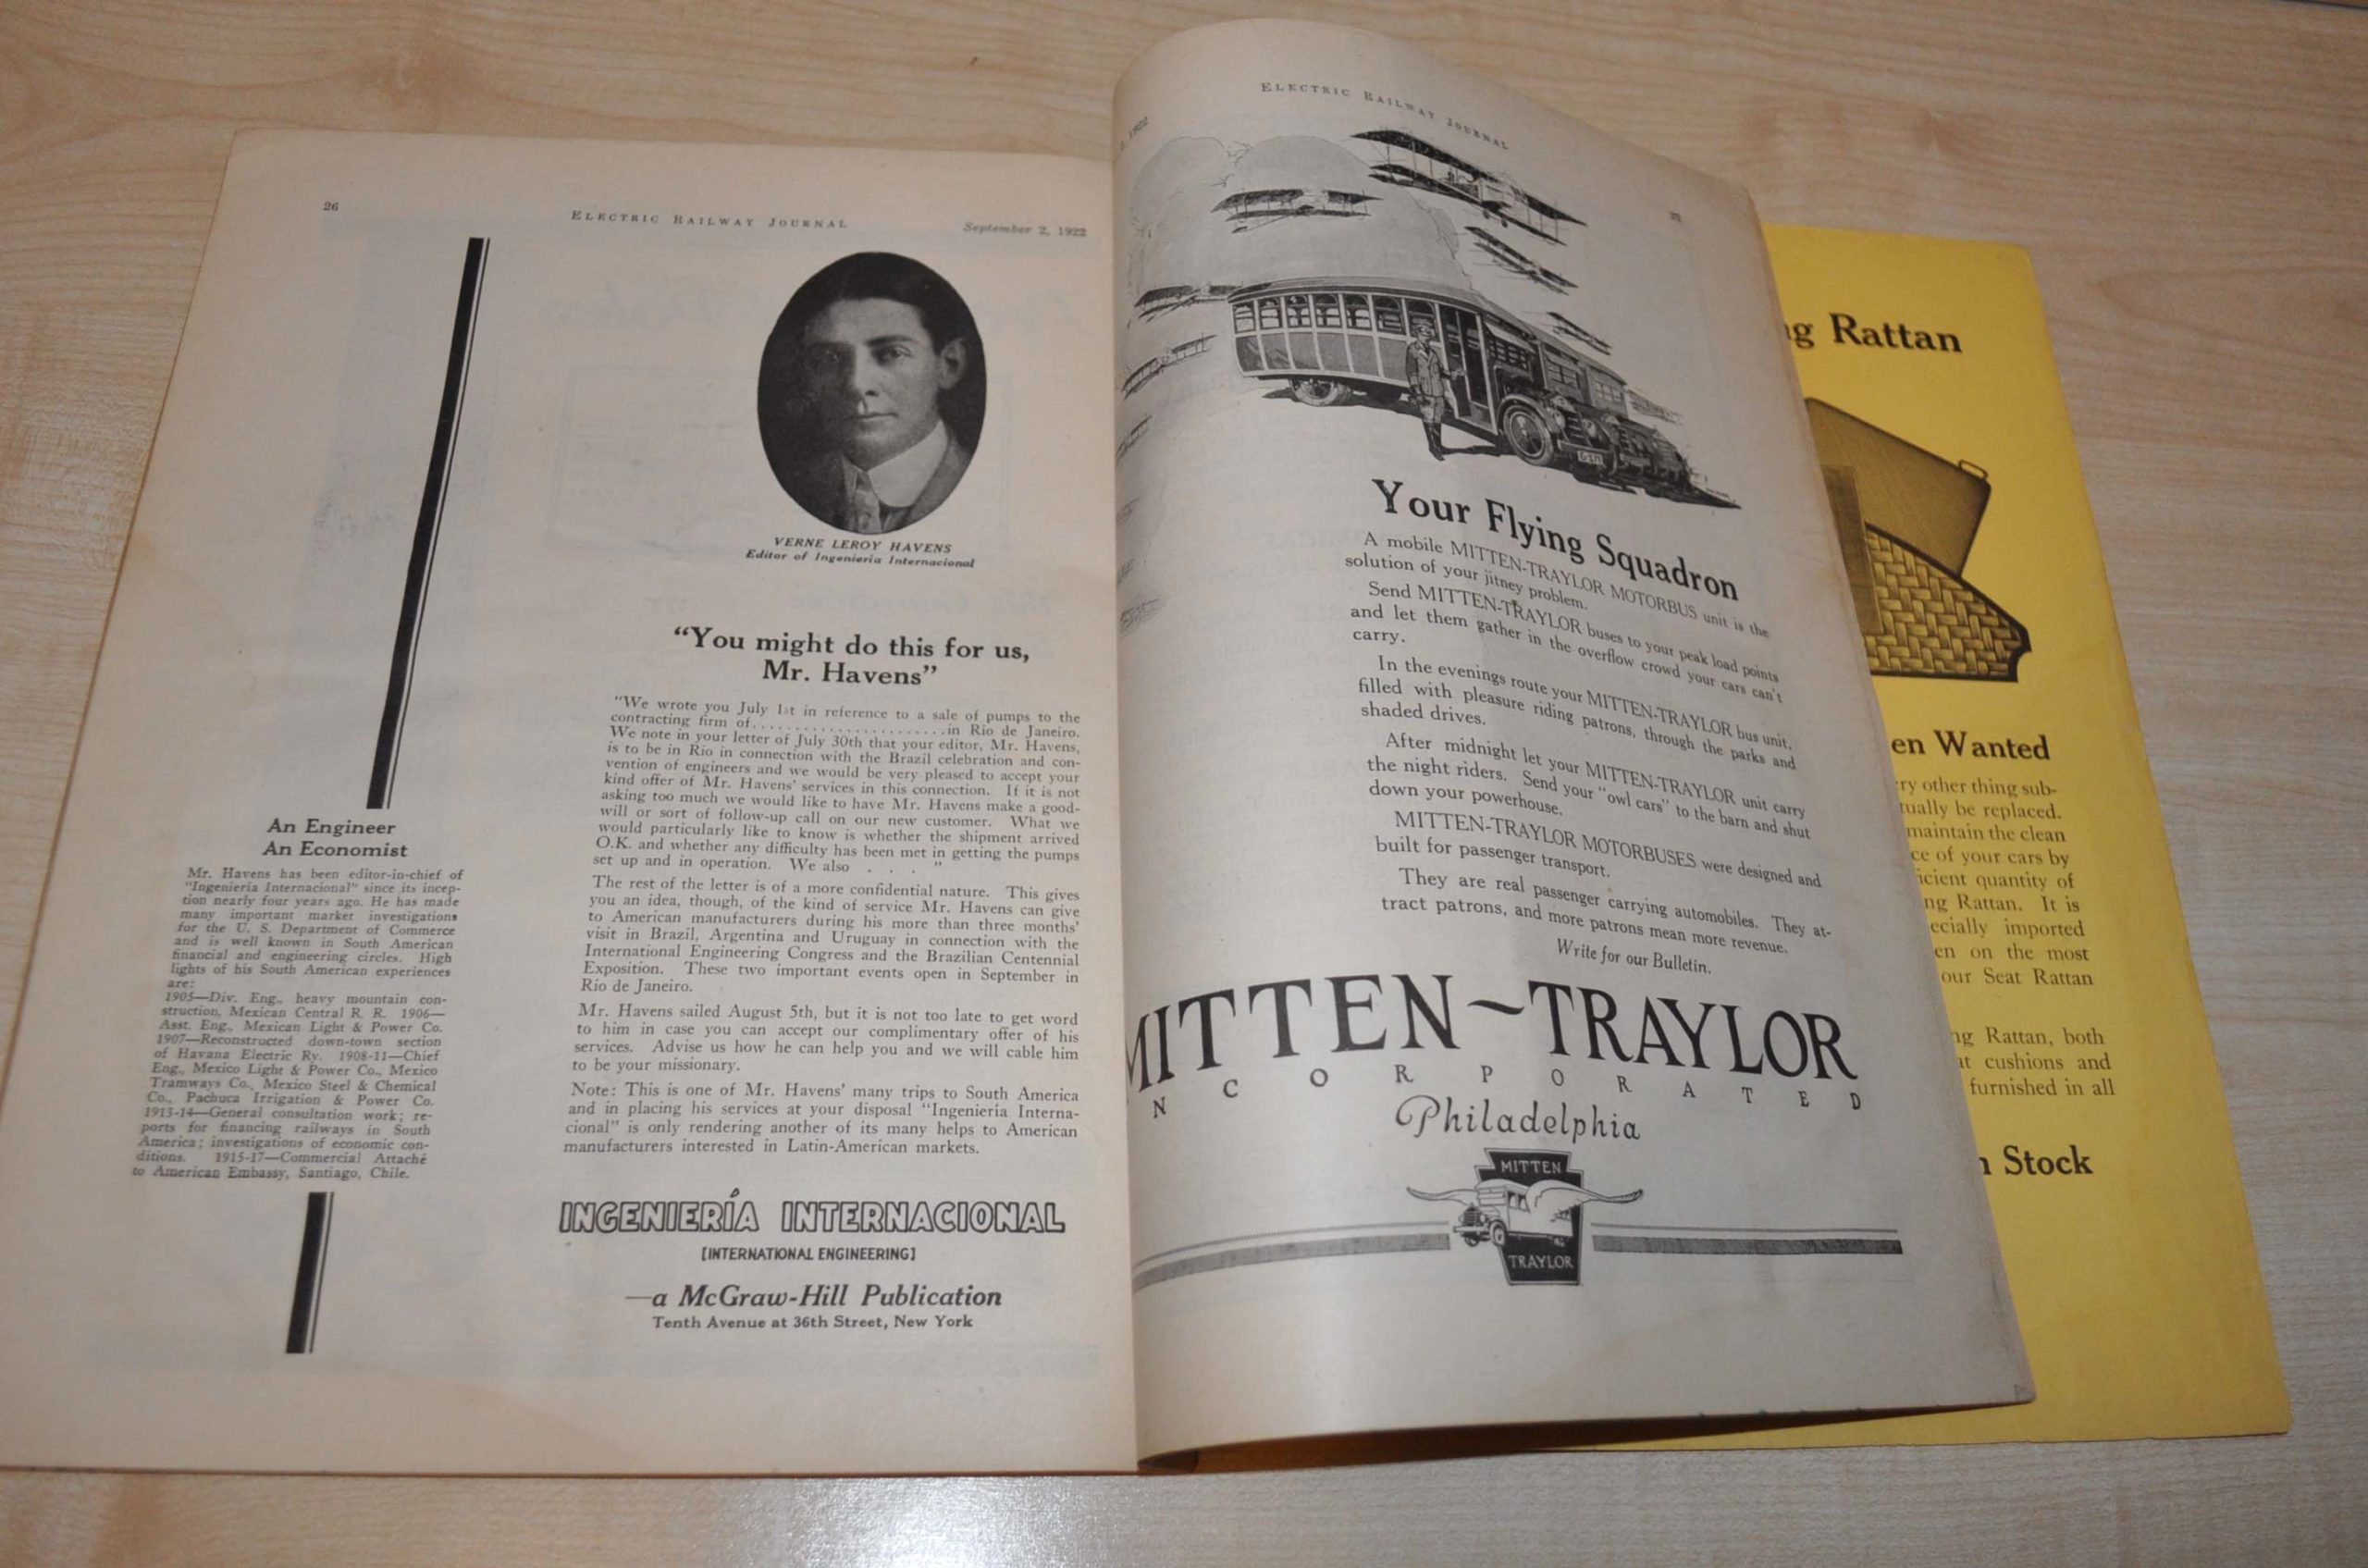 26
ELECTRIC RAILWAY JOURNAL
September 2, 1922
VERNE LEROY HAVENS
Editor of Ingenieria Internacional
"You might do this for us,
Mr. Havens"
"We wrote you July 1st in reference to a sale of pumps to the
contracting firm of......................in Rio de Janeiro.
We note in your letter of July 30th that your editor, Mr. Havens,
is to be in Rio in connection with the Brazil celebration and con-
vention of engineers and we would be very pleased to accept your
kind offer of Mr. Havens' services in this connection. If it is not
asking too much we would like to have Mr. Havens make a good-
will or sort of follow-up call on our new customer. What we
would particularly like to know is whether the shipment arrived
O.K. and whether any difficulty has been met in getting the pumps
set up and in operation. We also . . . "
The rest of the letter is of a more confidential nature. This gives
you an idea, though, of the kind of service Mr. Havens can give
to American manufacturers during his more than three months'
visit in Brazil, Argentina and Uruguay in connection with the
International Engineering Congress and the Brazilian Centennial
Exposition. These two important events open in September in
Rio de Janeiro.
Mr. Havens sailed August 5th, but it is not too late to get word
to him in case you can accept our complimentary offer of his
services. Advise us how he can help you and we will cable him
to be your missionary.
Note: This is one of Mr. Havens' many trips to South America
and in placing his services at your disposal "Ingenieria Interna-
cional" is only rendering another of its many helps to American
manufacturers interested in Latin-American markets.
INGENIERÍA INTERNACIONAL
[INTERNATIONAL ENGINEERING]
—a McGraw-Hill Publication
Tenth Avenue at 36th Street, New York
An Engineer
An Economist
Mr. Havens has been editor-in-chief of
"Ingenieria Internacional" since its incep-
tion nearly four years ago. He has made
many important market investigations
for the U. S. Department of Commerce
and is well known in South American
financial and engineering circles. High
lights of his South American experiences
are:
1905—Div. Eng., heavy mountain con-
struction, Mexican Central R. R. 1906—
Asst. Eng., Mexican Light & Power Co.
1907—Reconstructed down-town section
of Havana Electric Ry. 1908-11—Chief
Eng., Mexico Light & Power Co., Mexico
Tramways Co., Mexico Steel & Chemical
Co., Pachuca Irrigation & Power Co.
1913-14—General consultation work; re-
ports for financing railways in South
America; investigations of economic con-
ditions. 1915-17—Commercial Attaché
to American Embassy, Santiago, Chile.
1922
ELECTRIC RAILWAY JOURNAL
Your Flying Squadron
A mobile MITTEN-TRAYLOR MOTORBUS unit is the
solution of your jitney problem.
Send MITTEN-TRAYLOR buses to your peak load points
and let them gather in the overflow crowd your cars can't
carry.
In the evenings route your MITTEN-TRAYLOR bus unit,
filled with pleasure riding patrons, through the parks and
shaded drives.
After midnight let your MITTEN-TRAYLOR unit carry
the night riders. Send your "owl cars" to the barn and shut
down your powerhouse.
MITTEN-TRAYLOR MOTORBUSES were designed and
built for passenger transport.
They are real passenger carrying automobiles. They at-
tract patrons, and more patrons mean more revenue.
Write for our Bulletin.
MITTEN~TRAYLOR
NCORPORATED
Philadelphia
MITTEN
TRAYLOR
ng Rattan
en Wanted
ry other thing sub-
tually be replaced.
maintain the clean
ce of your cars by
icient quantity of
ng Rattan. It is
ecially imported
en on the most
our Seat Rattan
ng Rattan, both
at cushions and
furnished in all
n Stock